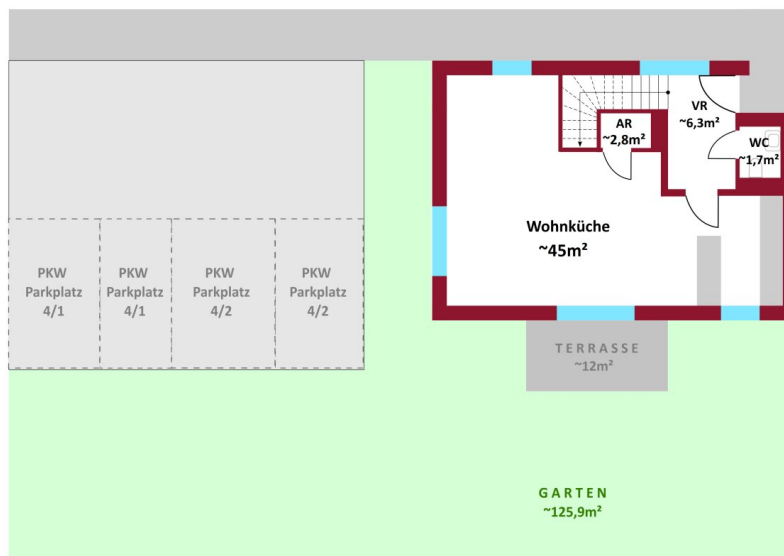 VR
~6,3m²
AR
~2,8m²
WC
~1,7m²
Wohnküche
~45m²
PKW
Parkplatz
4/1
PKW
Parkplatz
4/1
PKW
Parkplatz
4/2
PKW
Parkplatz
4/2
TERRASSE
~12m²
GARTEN
~125,9m²